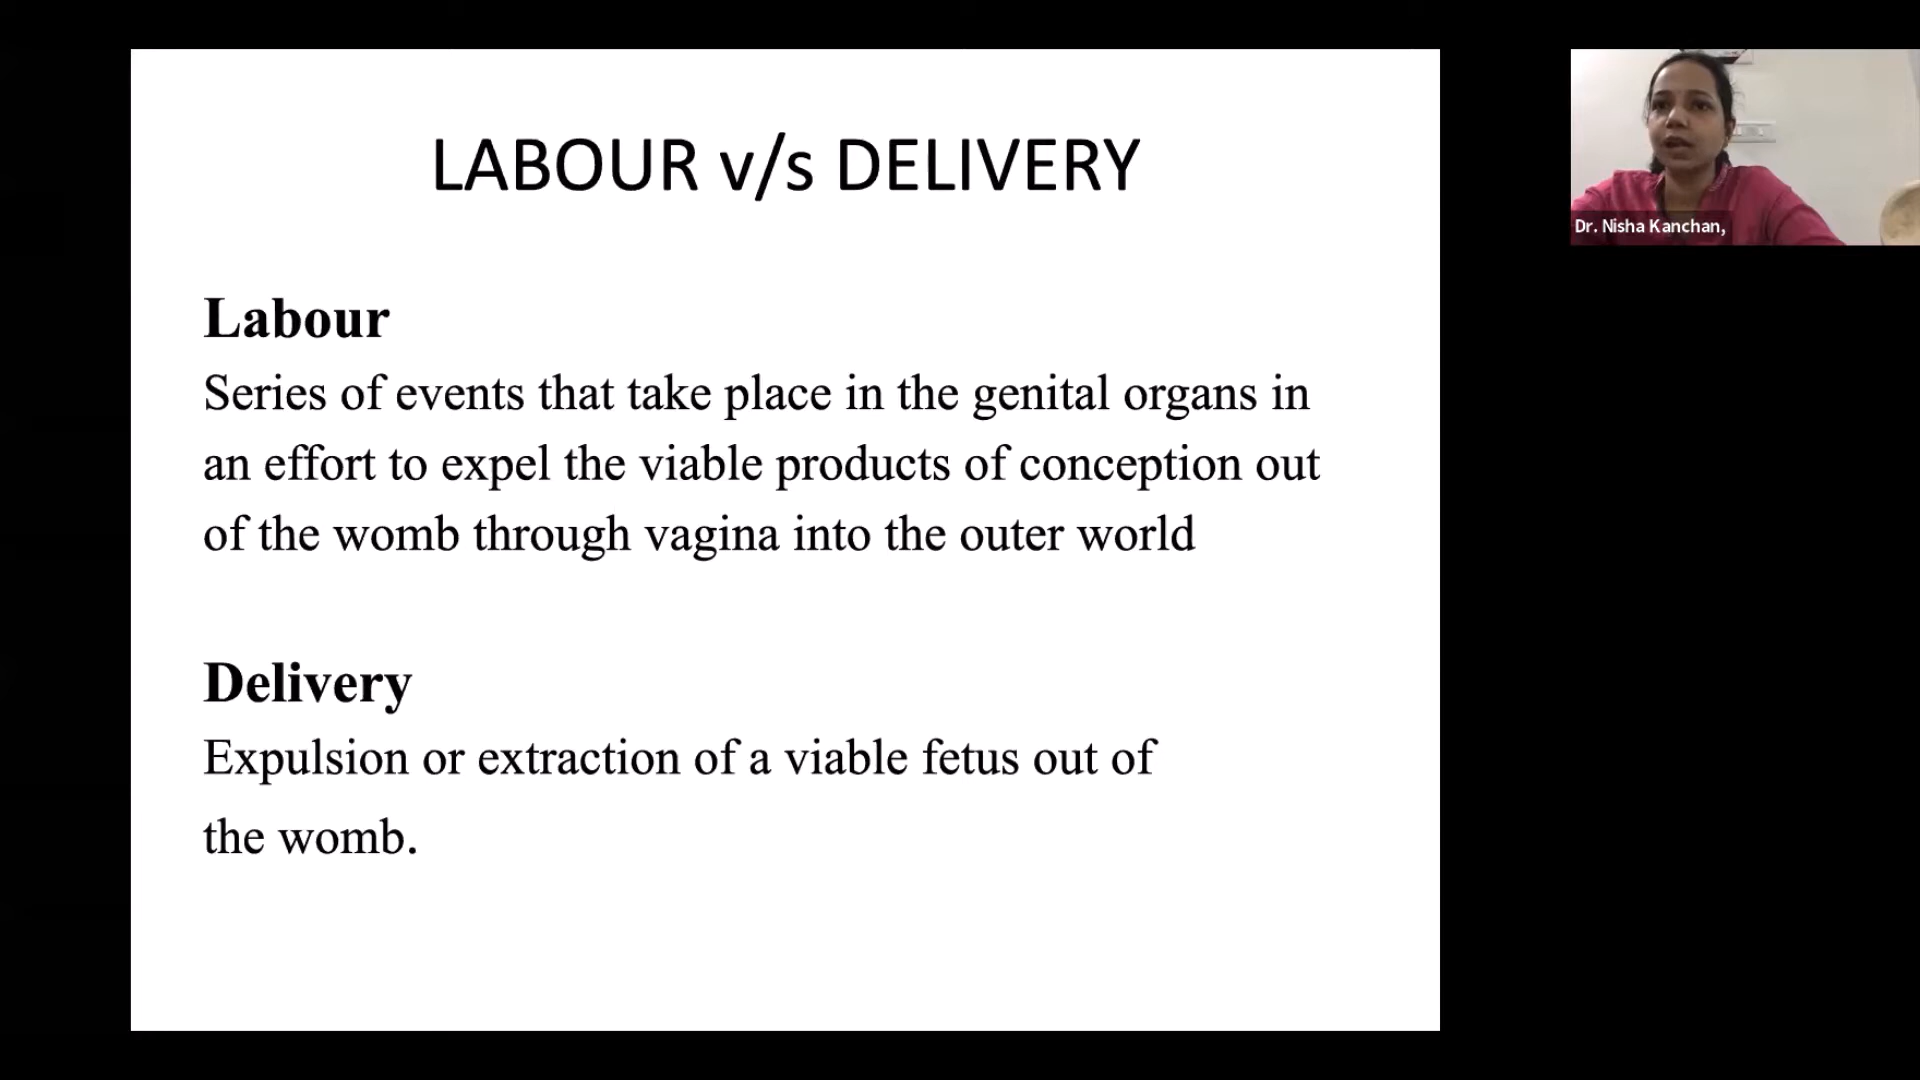 LABOUR v/s DELIVERY
Labour
Series of events that take place in the genital organs in
an effort to expel the viable products of conception out
of the womb through vagina into the outer world
Delivery
Expulsion or extraction of a viable fetus out of
the womb.
Dr. Nisha Kanchan,